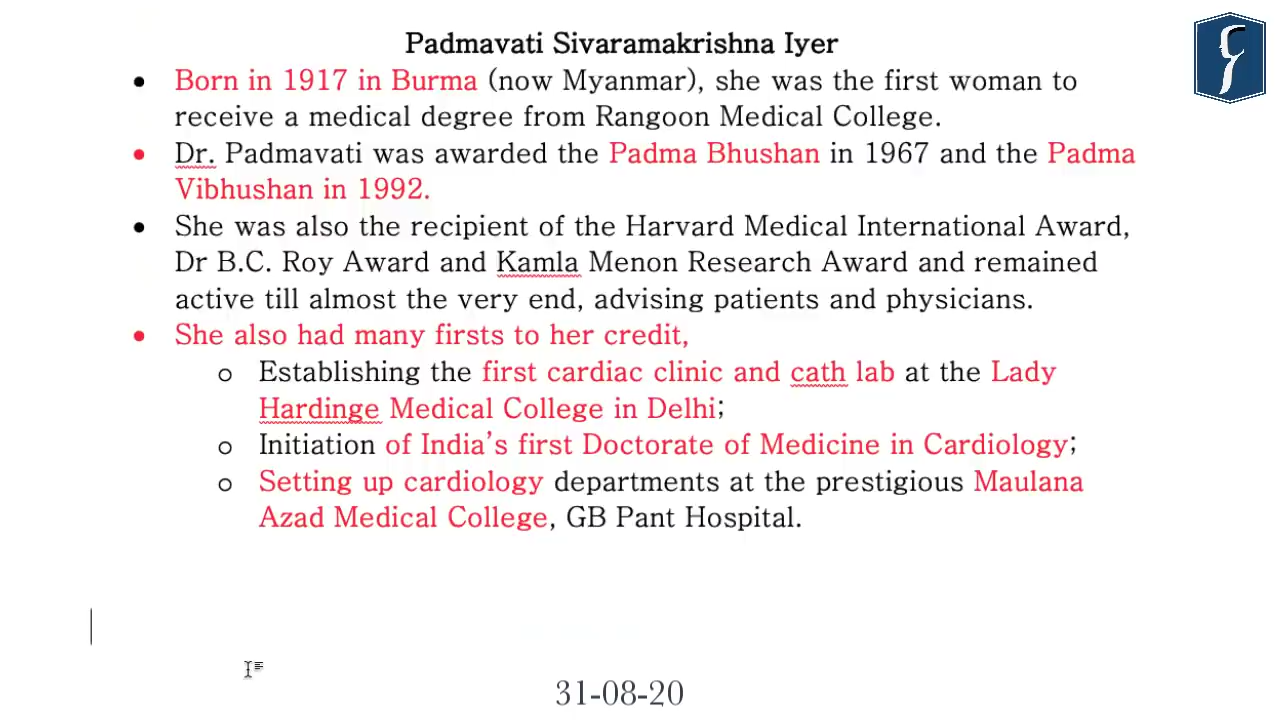 Padmavati Sivaramakrishna Iyer
• Born in 1917 in Burma (now Myanmar), she was the first woman to
receive a medical degree from Rangoon Medical College.
• Dr. Padmavati was awarded the Padma Bhushan in 1967 and the Padma
Vibhushan in 1992.
• She was also the recipient of the Harvard Medical International Award,
Dr B.C. Roy Award and Kamla Menon Research Award and remained
active till almost the very end, advising patients and physicians.
• She also had many firsts to her credit,
o Establishing the first cardiac clinic and cath lab at the Lady
Hardinge Medical College in Delhi;
o Initiation of India’s first Doctorate of Medicine in Cardiology;
o Setting up cardiology departments at the prestigious Maulana
Azad Medical College, GB Pant Hospital.
31-08-20